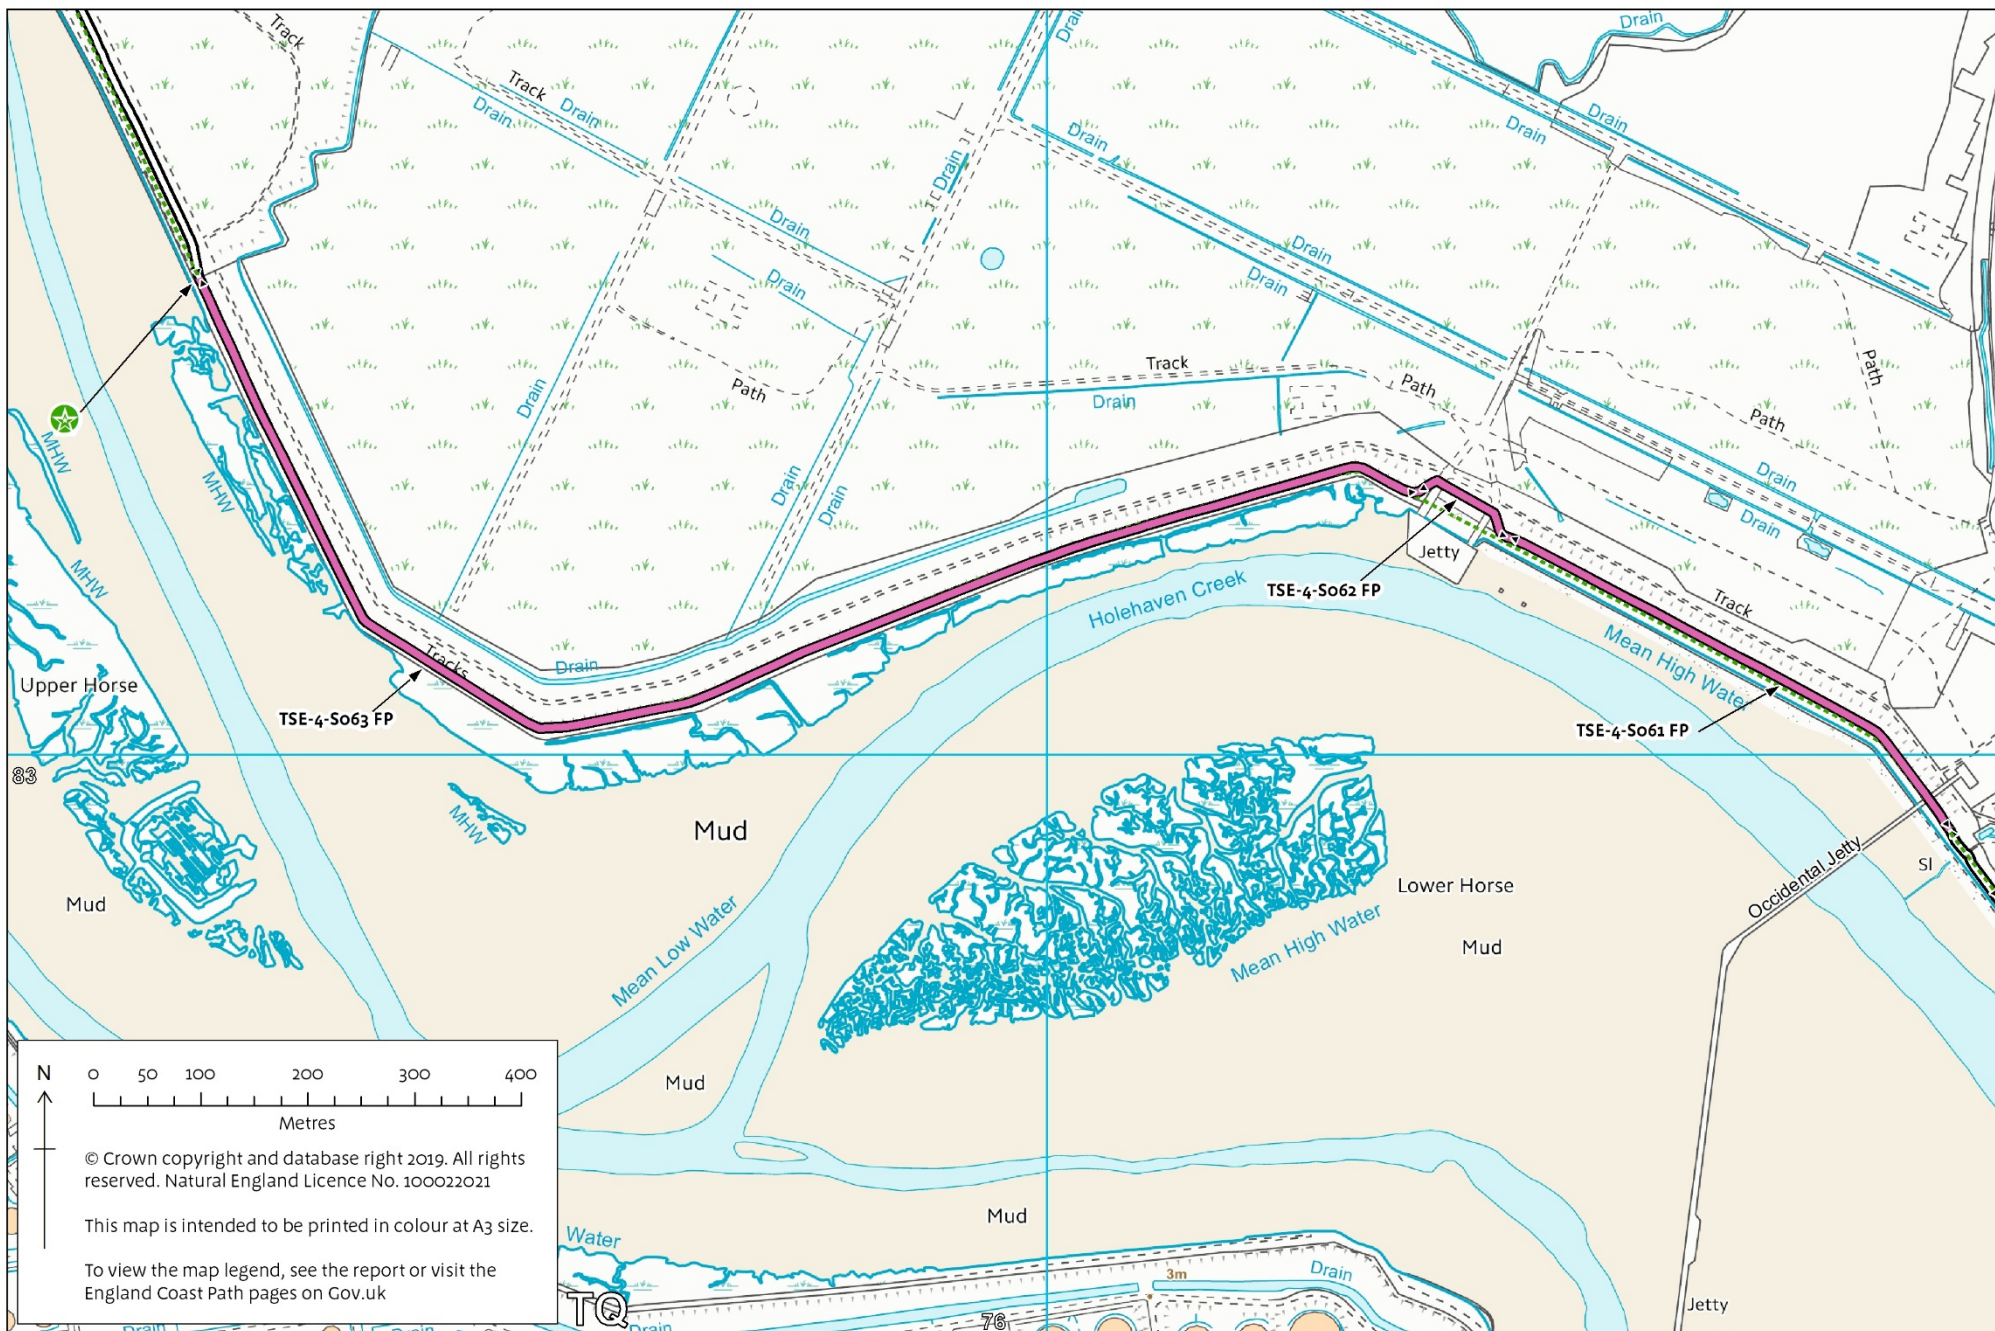 Track
Drain
Drain
Track
Drain
Drain
Drain
Drain
Drain
Drain
Drain
Drain
Drain
Drain
Drain
Path
Track
Drain
Path
Path
Path
MHW
MHW
MHW
Drain
Drain
Drain
Drain
Drain
Jetty
TSE-4-S062 FP
Holehaven Creek
Track
Mean High Water
Tracks
Drain
Upper Horse
TSE-4-S063 FP
TSE-4-S061 FP
83
MHW
Mud
Mud
Mean Low Water
Lower Horse
Mean High Water
Mud
Occidental Jetty
Sl
N
0 50 100 200 300 400
Metres
Mud
© Crown copyright and database right 2019. All rights
reserved. Natural England Licence No. 100022021
This map is intended to be printed in colour at A3 size.
To view the map legend, see the report or visit the
England Coast Path pages on Gov.uk
Mud
Water
3m
Drain
Jetty
TQ
76
Drain
Drain
Drain